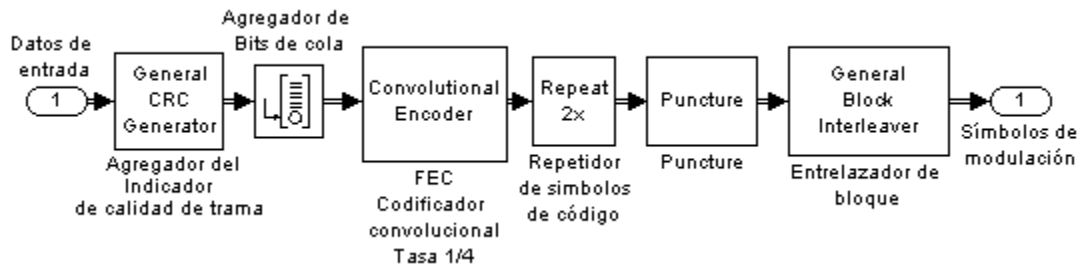 Datos de
entrada
1
General
CRC
Generator
Agregador del
Indicador
de calidad de trama
Agregador de
Bits de cola
Convolutional
Encoder
FEC
Codificador
convolucional
Tasa 1/4
Repeat
2x
Repetidor
de simbolos
de código
Puncture
Puncture
General
Block
Interleaver
Entrelazador de
bloque
1
Símbolos de
modulación